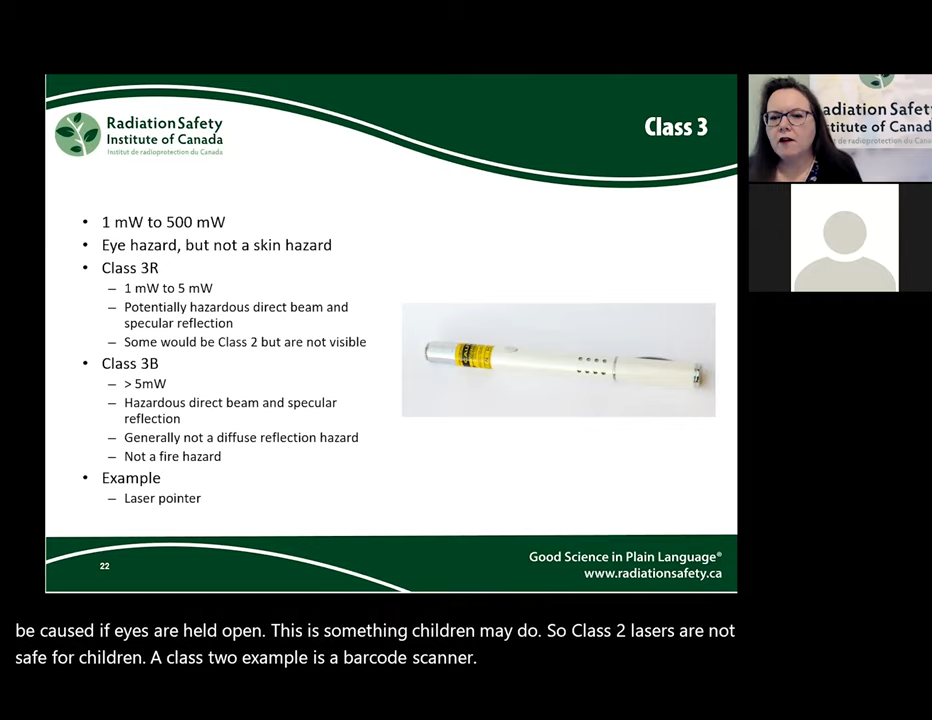 Radiation Safety
Institute of Canada
Institut de radioprotection du Canada
Class 3
• 1 mW to 500 mW
• Eye hazard, but not a skin hazard
• Class 3R
– 1 mW to 5 mW
– Potentially hazardous direct beam and
specular reflection
– Some would be Class 2 but are not visible
• Class 3B
– > 5mW
– Hazardous direct beam and specular
reflection
– Generally not a diffuse reflection hazard
– Not a fire hazard
• Example
– Laser pointer
22
Good Science in Plain Language®
www.radiationsafety.ca
adiation Safety
stitute of Canad
de radioprotection du Cana
be caused if eyes are held open. This is something children may do. So Class 2 lasers are not
safe for children. A class two example is a barcode scanner.